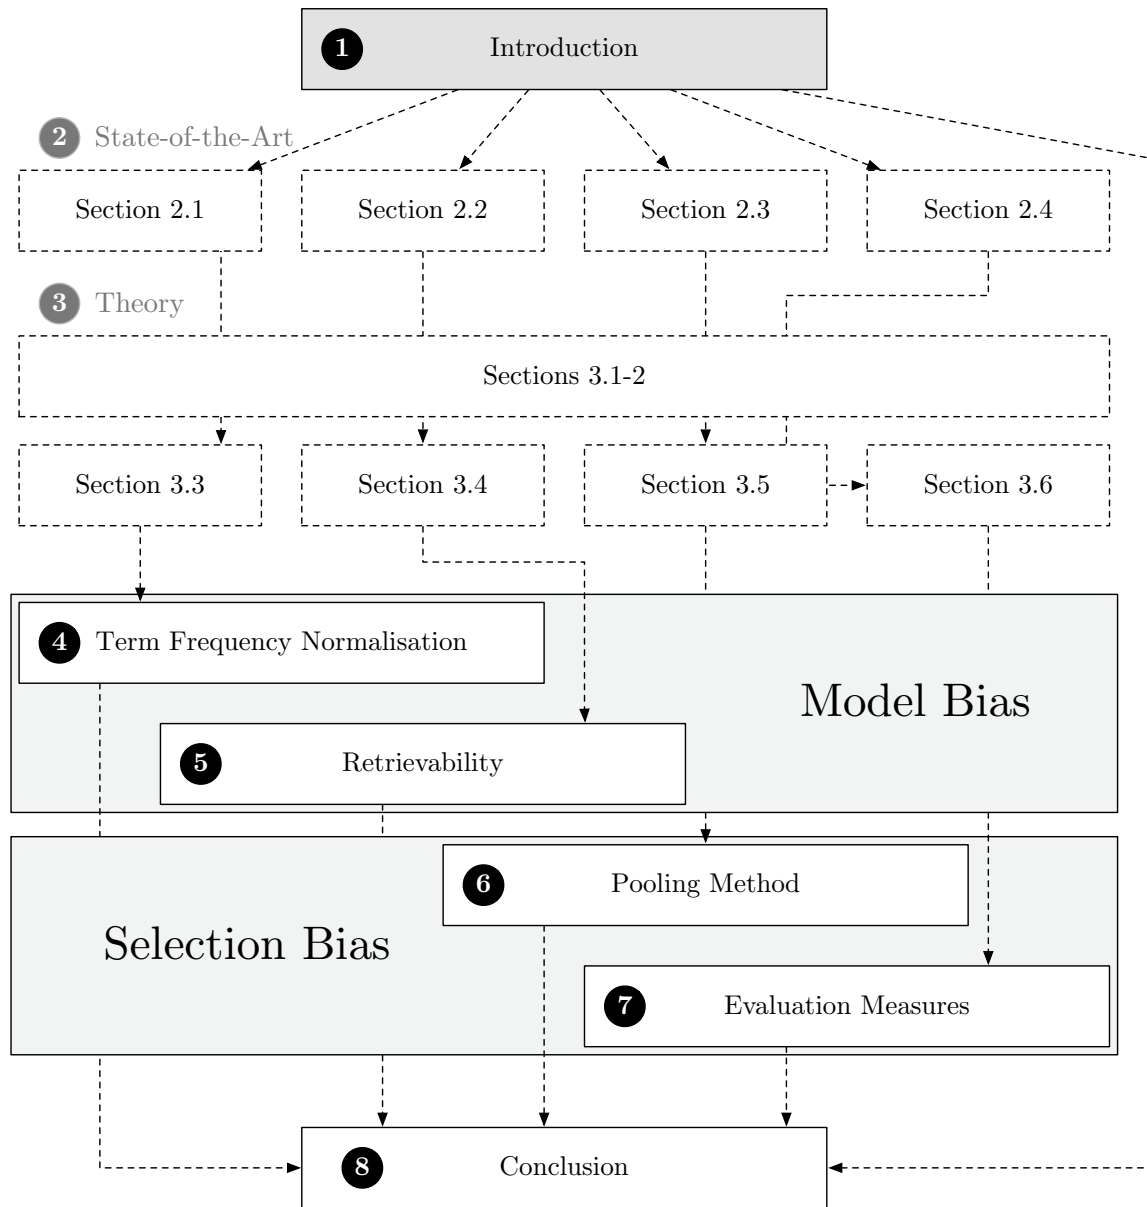 1 Introduction
2 State-of-the-Art
Section 2.1
Section 2.2
Section 2.3
Section 2.4
3 Theory
Sections 3.1-2
Section 3.3
Section 3.4
Section 3.5
Section 3.6
4 Term Frequency Normalisation
Model Bias
5 Retrievability
6 Pooling Method
Selection Bias
7 Evaluation Measures
8 Conclusion